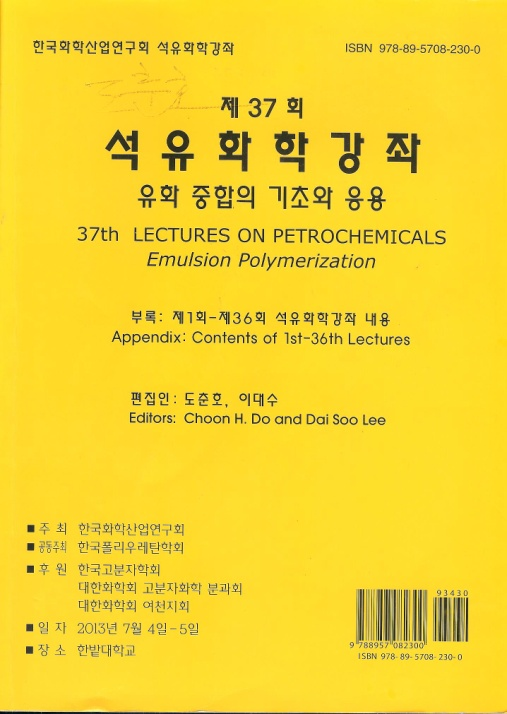 한국화학산업연구회 석유화학강좌
ISBN 978-89-5708-230-0
제 37 회
석유화학강좌
유화 중합의 기초와 응용
37th LECTURES ON PETROCHEMICALS
Emulsion Polymerization
부록: 제1회-제36회 석유화학강좌 내용
Appendix: Contents of 1st-36th Lectures
편집인: 도춘호, 이대수
Editors: Choon H. Do and Dai Soo Lee
■ 주 최 한국화학산업연구회
■ 공동주최 한국폴리우레탄학회
■ 후 원 한국고분자학회
대한화학회 고분자화학 분과회
대한화학회 여천지회
■ 일 자 2013년 7월 4일-5일
■ 장 소 한밭대학교
93430
9 788957 082300
ISBN 978-89-5708-230-0